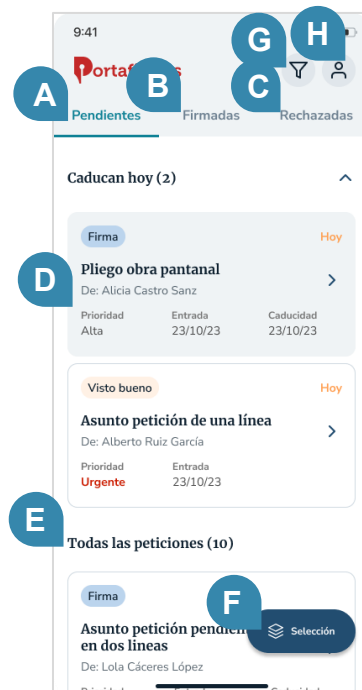 9:41
G
H
A
B
C
Pendientes Firmadas Rechazadas
Caducan hoy (2)
Firma Hoy
D
Pliego obra pantanal
De: Alicia Castro Sanz
Prioridad Entrada Caducidad
Alta 23/10/23 23/10/23
Visto bueno Hoy
Asunto petición de una línea
De: Alberto Ruiz García
Prioridad Entrada
Urgente 23/10/23
E
Todas las peticiones (10)
Firma
F
Selección
Asunto petición
en dos lineas
De: Lola Cáceres López